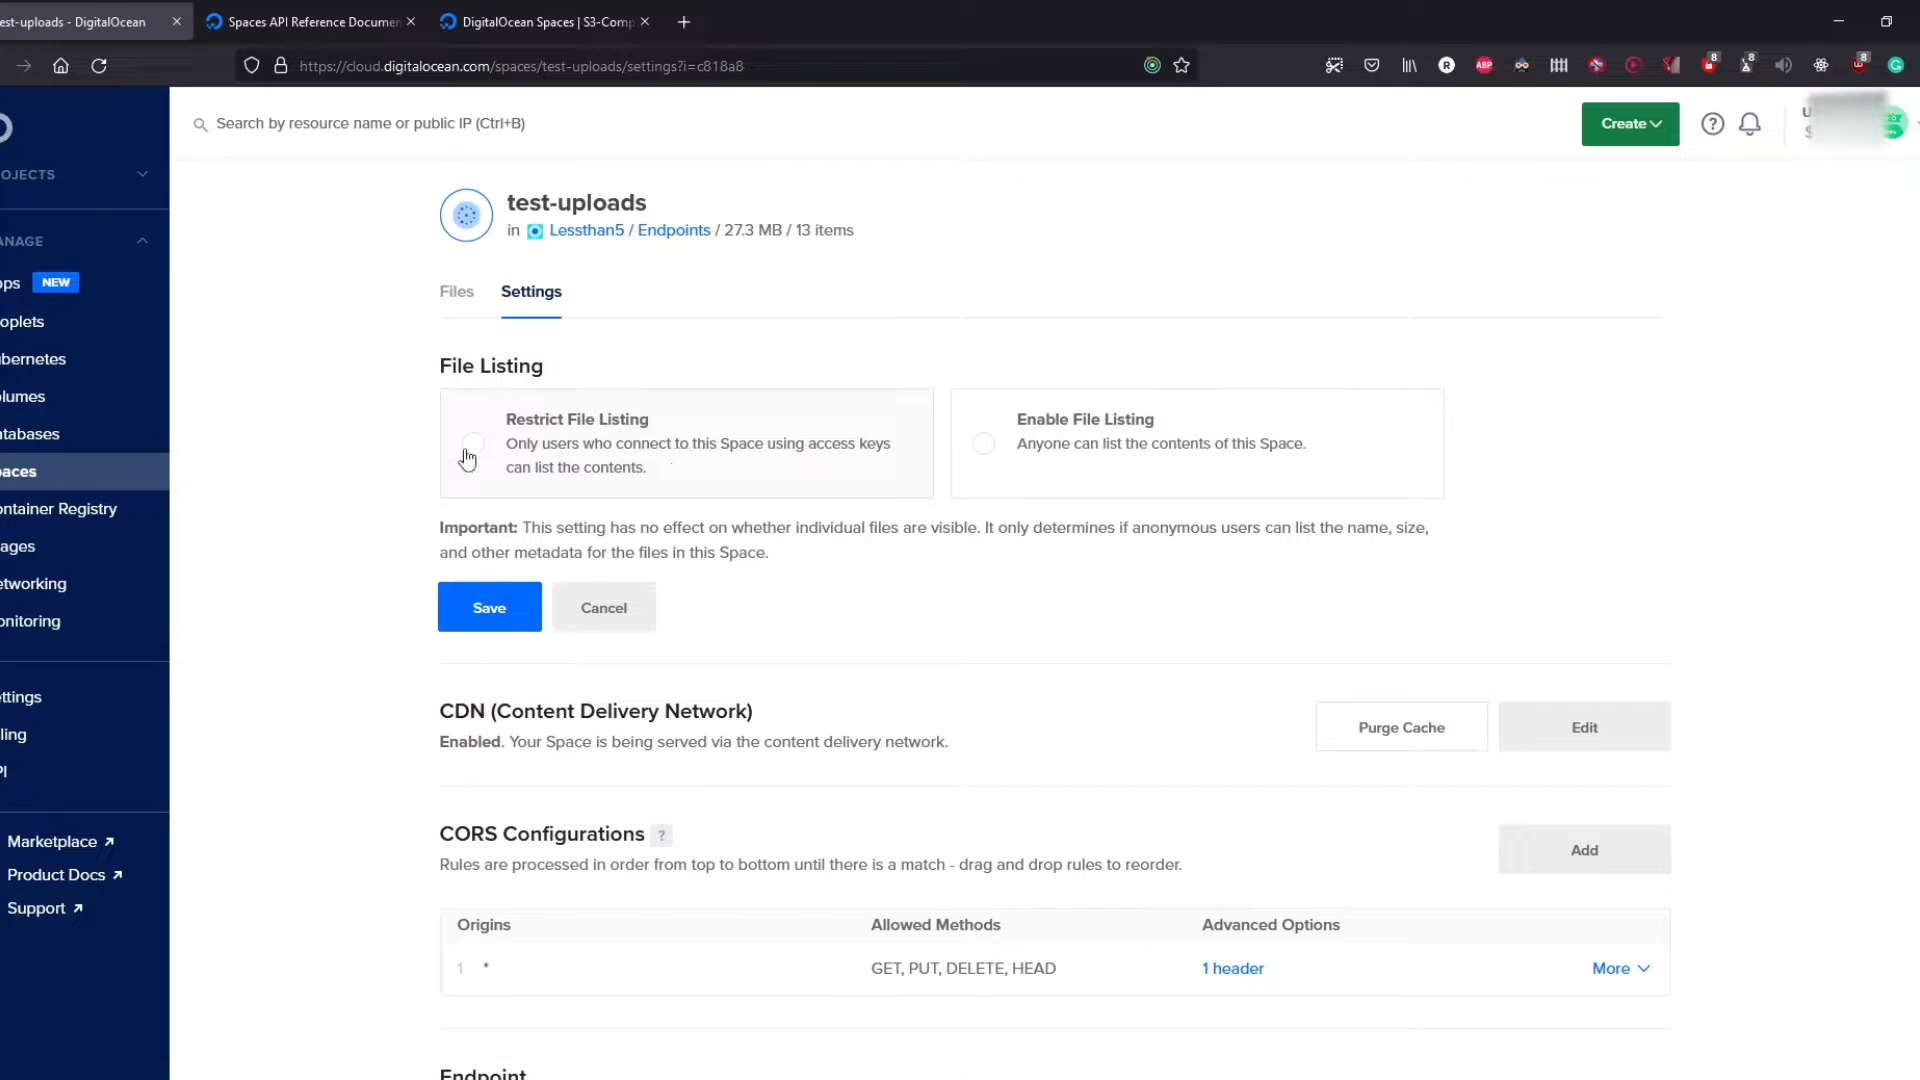 est-uploads - DigitalOcean
Spaces API Reference Documen
DigitalOcean Spaces | S3-Comp
https://cloud.digitalocean.com/spaces/test-uploads/settings?i=c818a8
R
ABP
8
8
8
Search by resource name or public IP (Ctrl+B)
Create
?
U
$
OJECTS
ANAGE
ops NEW
oplets
ibernetes
lumes
atabases
paces
ontainer Registry
ages
etworking
onitoring
ettings
ling
PI
Marketplace
Product Docs
Support
test-uploads
in Lessthan5 / Endpoints / 27.3 MB / 13 items
Files Settings
File Listing
Restrict File Listing
Only users who connect to this Space using access keys
can list the contents.
Enable File Listing
Anyone can list the contents of this Space.
Important: This setting has no effect on whether individual files are visible. It only determines if anonymous users can list the name, size,
and other metadata for the files in this Space.
Save Cancel
CDN (Content Delivery Network)
Enabled. Your Space is being served via the content delivery network.
Purge Cache Edit
CORS Configurations ?
Rules are processed in order from top to bottom until there is a match - drag and drop rules to reorder.
Add
Origins Allowed Methods Advanced Options
1 * GET, PUT, DELETE, HEAD 1 header More
Endpoint